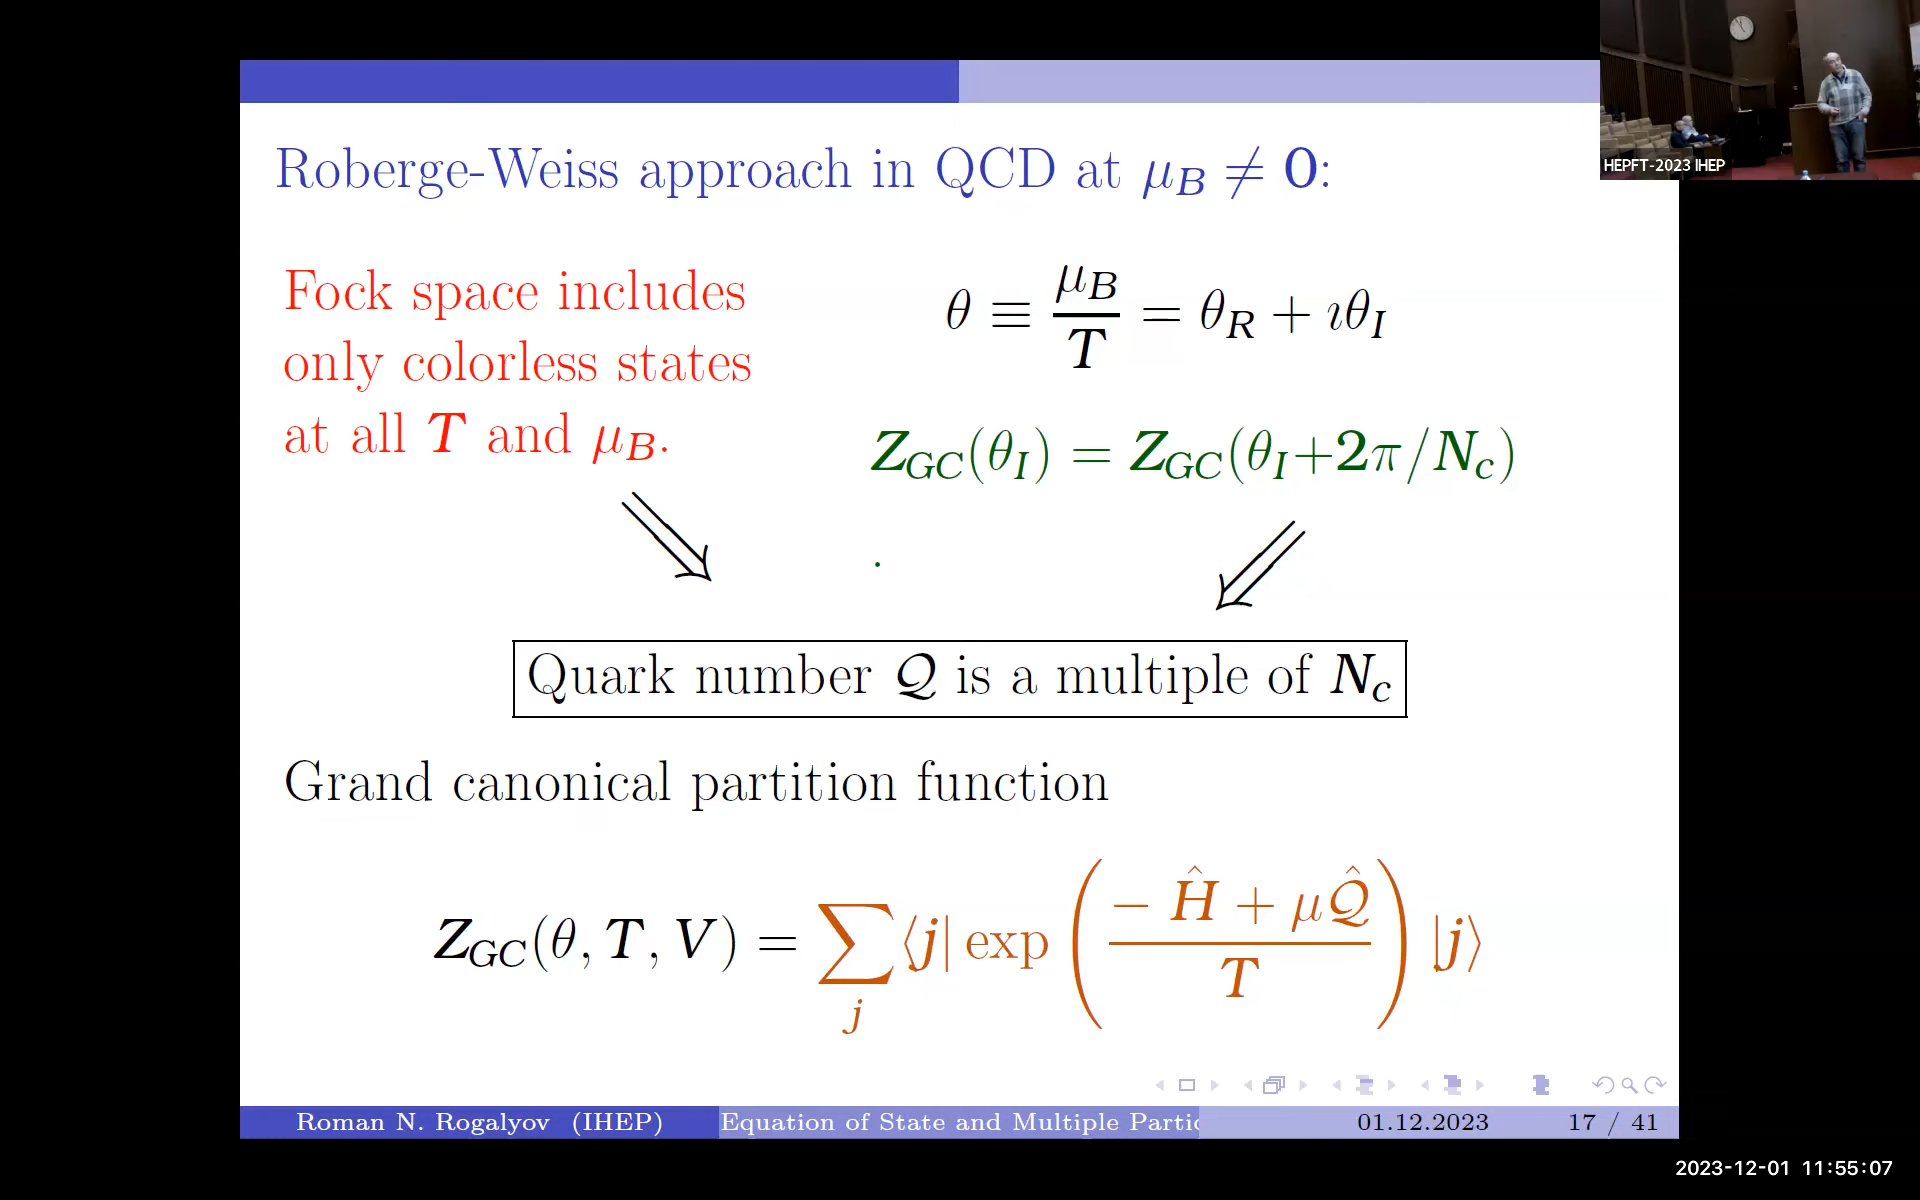 HEPFT-2023 IHEP
Roberge-Weiss approach in QCD at μ_B ≠ 0:
Fock space includes
only colorless states
at all T and μ_B.
θ ≡ μ_B/T = θ_R + ıθ_I
Z_GC(θ_I) = Z_GC(θ_I+2π/N_c)
Quark number 𝒬 is a multiple of N_c
Grand canonical partition function
Z_GC(θ, T, V) = ∑_j ⟨j| exp ( (− Ĥ + μ𝒬̂)/T ) |j⟩
Roman N. Rogalyov (IHEP) Equation of State and Multiple Partic 01.12.2023 17 / 41
2023-12-01 11:55:07